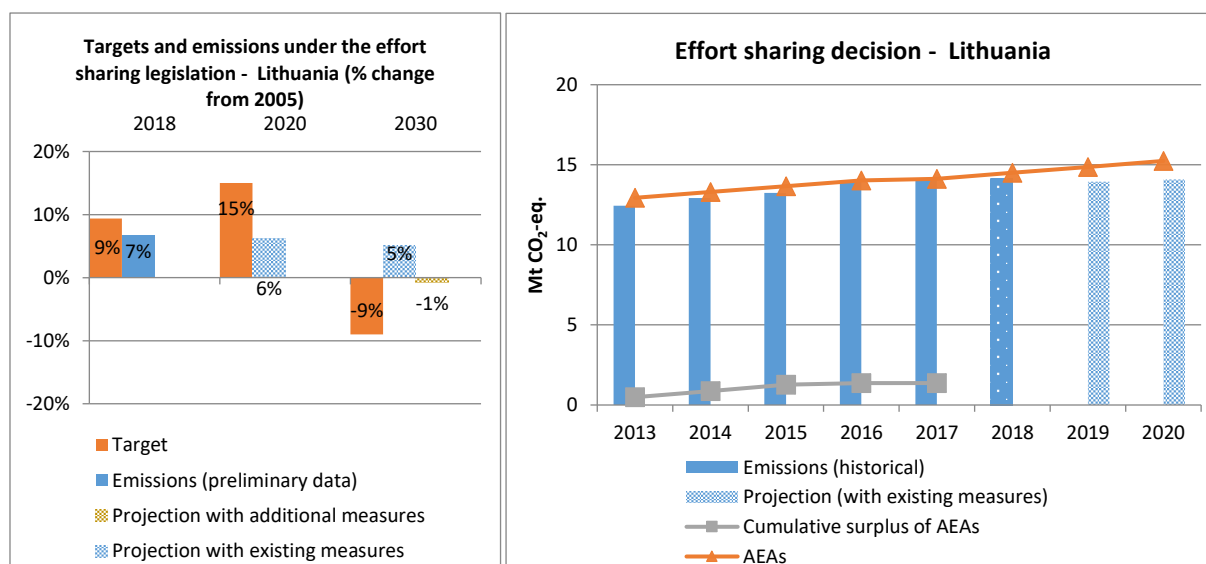 Targets and emissions under the effort
sharing legislation - Lithuania (% change
from 2005)
2018 2020 2030
20%
10%
0%
-10%
-20%
9%
7%
15%
6%
-9%
5%
-1%
Target
Emissions (preliminary data)
Projection with additional measures
Projection with existing measures
Effort sharing decision - Lithuania
Mt CO₂-eq.
20
15
10
5
0
2013 2014 2015 2016 2017 2018 2019 2020
Emissions (historical)
Projection (with existing measures)
Cumulative surplus of AEAs
AEAs